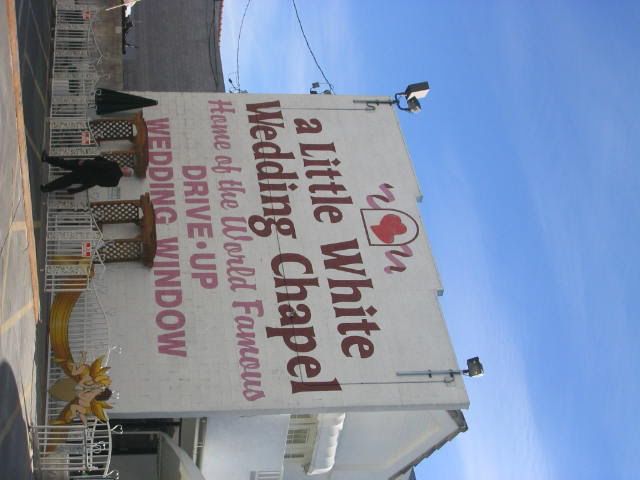 a Little White
Wedding Chapel
Home of the World Famous
DRIVE-UP
WEDDING WINDOW